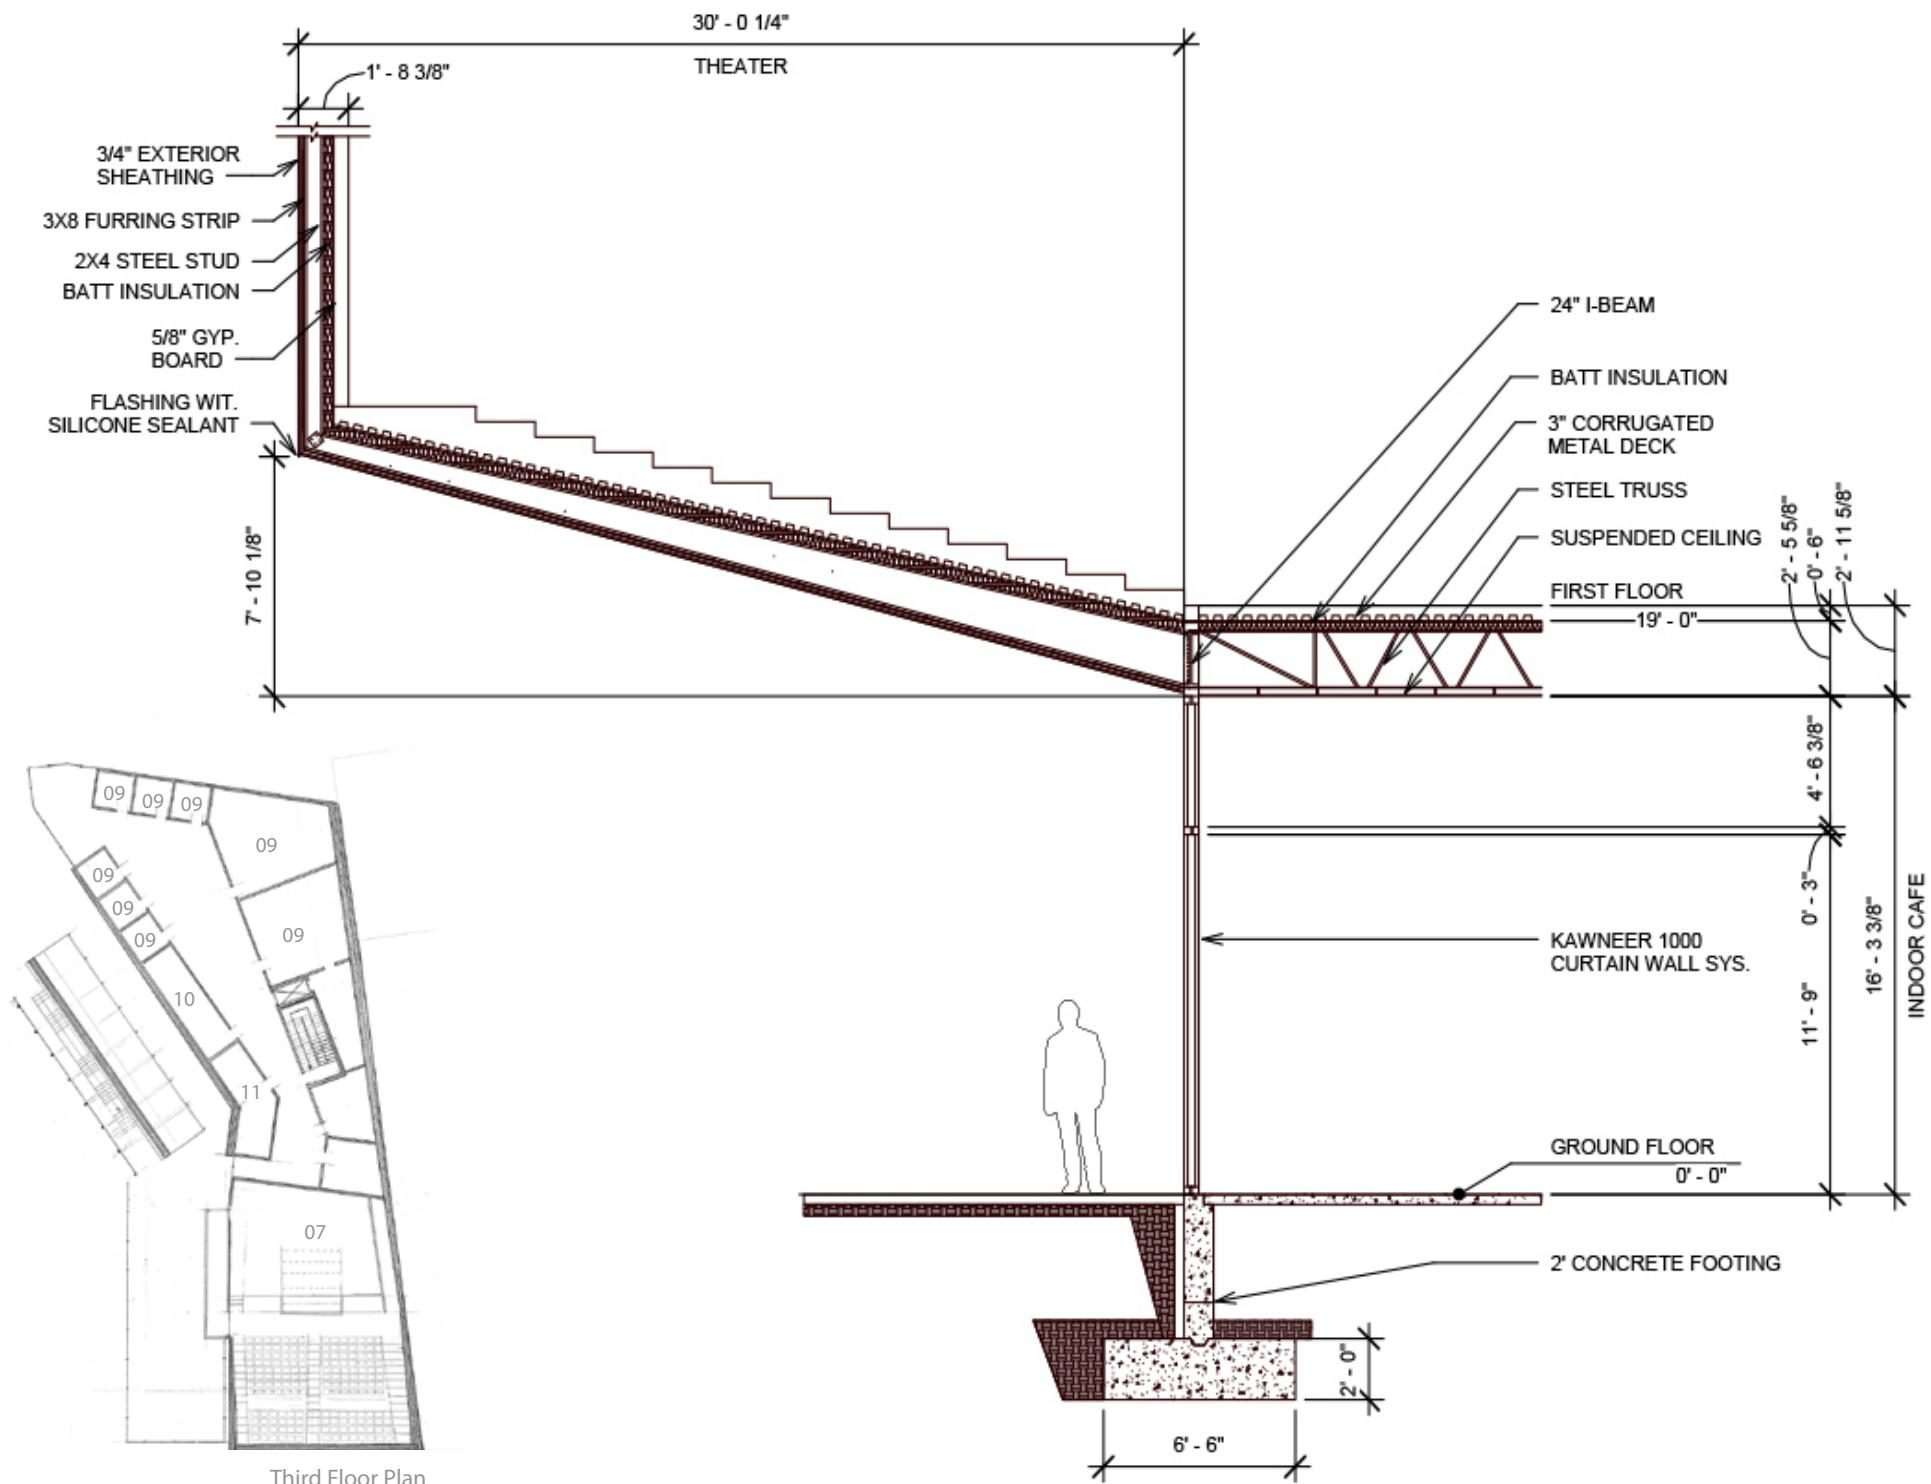 30' - 0 1/4"
THEATER
1' - 8 3/8"
3/4" EXTERIOR
SHEATHING
3X8 FURRING STRIP
2X4 STEEL STUD
BATT INSULATION
5/8" GYP.
BOARD
FLASHING WIT.
SILICONE SEALANT
7' - 10 1/8"
24" I-BEAM
BATT INSULATION
3" CORRUGATED
METAL DECK
STEEL TRUSS
SUSPENDED CEILING
FIRST FLOOR
19' - 0"
2' - 5 5/8"
0' - 6"
2' - 11 5/8"
4' - 6 3/8"
0' - 3"
11' - 9"
16' - 3 3/8"
INDOOR CAFE
KAWNEER 1000
CURTAIN WALL SYS.
GROUND FLOOR
0' - 0"
2' CONCRETE FOOTING
2' - 0"
6' - 6"
09
09
09
09
09
09
09
09
10
11
07
Third Floor Plan